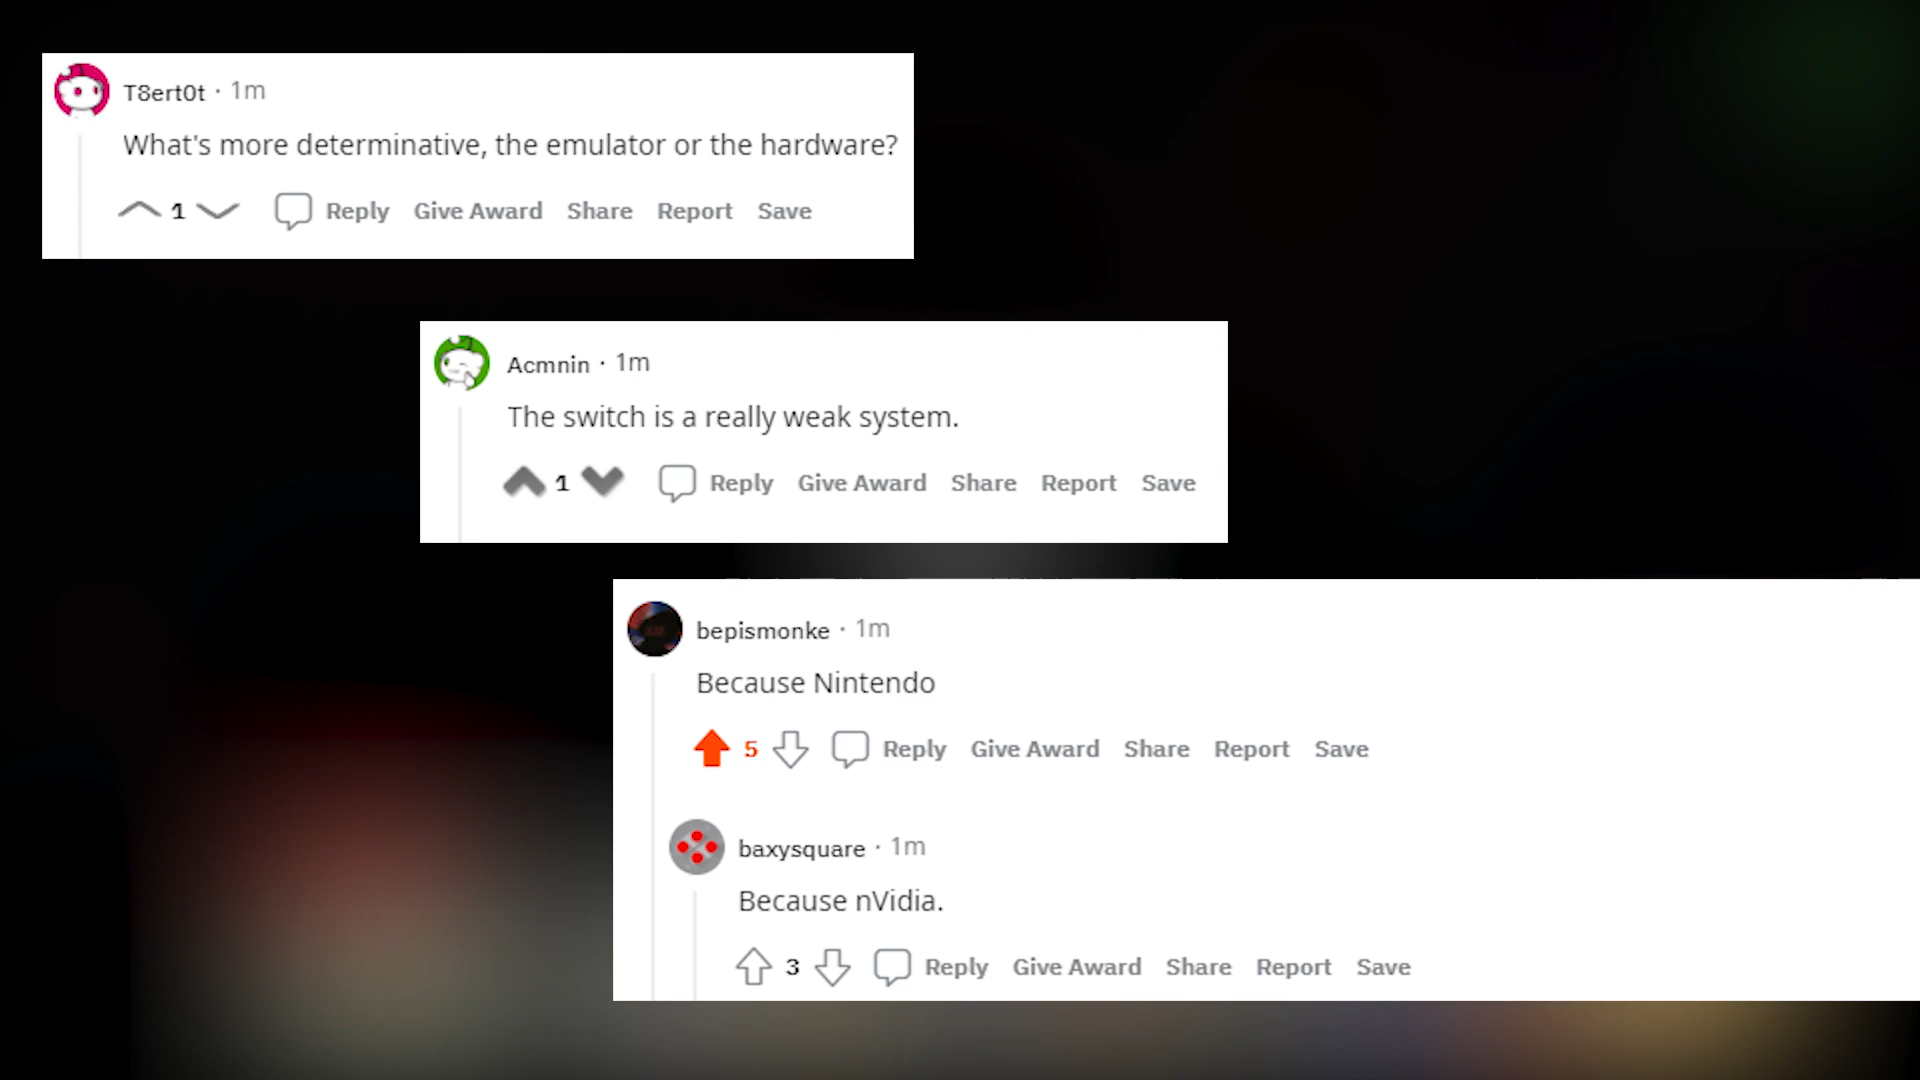 T8ert0t · 1m
What's more determinative, the emulator or the hardware?
1 Reply Give Award Share Report Save
Acmnin · 1m
The switch is a really weak system.
1 Reply Give Award Share Report Save
bepismonke · 1m
Because Nintendo
5 Reply Give Award Share Report Save
baxysquare · 1m
Because nVidia.
3 Reply Give Award Share Report Save